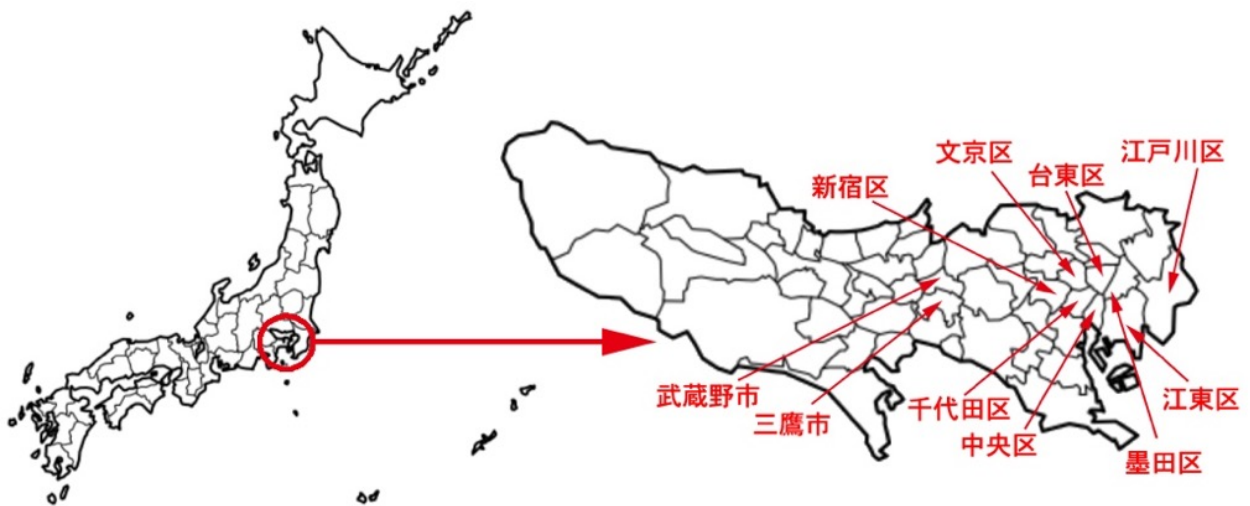 文京区
江戸川区
台東区
新宿区
武蔵野市
三鷹市
千代田区
中央区
江東区
墨田区